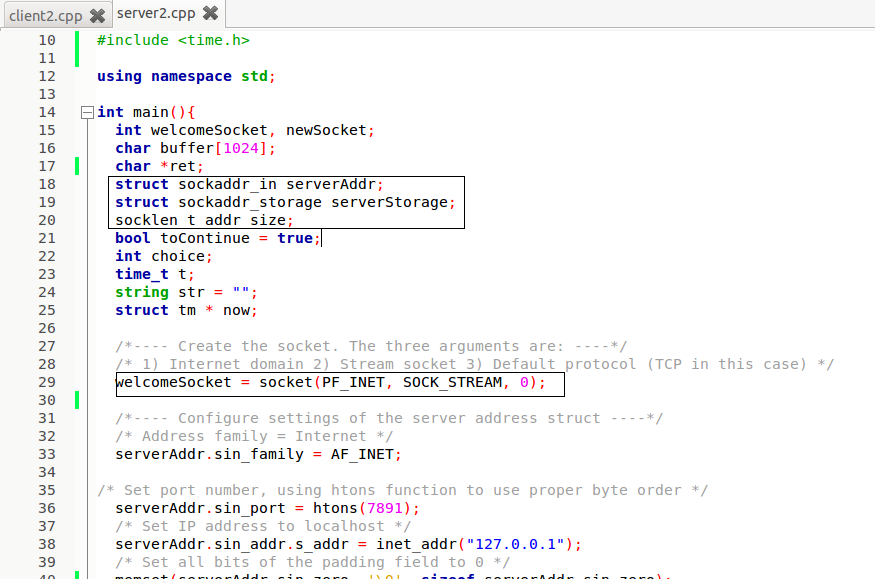 client2.cpp server2.cpp
10 #include <time.h>
11
12 using namespace std;
13
14 int main(){
15 int welcomeSocket, newSocket;
16 char buffer[1024];
17 char *ret;
18 struct sockaddr_in serverAddr;
19 struct sockaddr_storage serverStorage;
20 socklen_t addr_size;
21 bool toContinue = true;
22 int choice;
23 time_t t;
24 string str = "";
25 struct tm * now;
26
27 /*---- Create the socket. The three arguments are: ----*/
28 /* 1) Internet domain 2) Stream socket 3) Default protocol (TCP in this case) */
29 welcomeSocket = socket(PF_INET, SOCK_STREAM, 0);
30
31 /*---- Configure settings of the server address struct ----*/
32 /* Address family = Internet */
33 serverAddr.sin_family = AF_INET;
34
35 /* Set port number, using htons function to use proper byte order */
36 serverAddr.sin_port = htons(7891);
37 /* Set IP address to localhost */
38 serverAddr.sin_addr.s_addr = inet_addr("127.0.0.1");
39 /* Set all bits of the padding field to 0 */
40 memset(serverAddr.sin_zero, '\0', sizeof serverAddr.sin_zero);